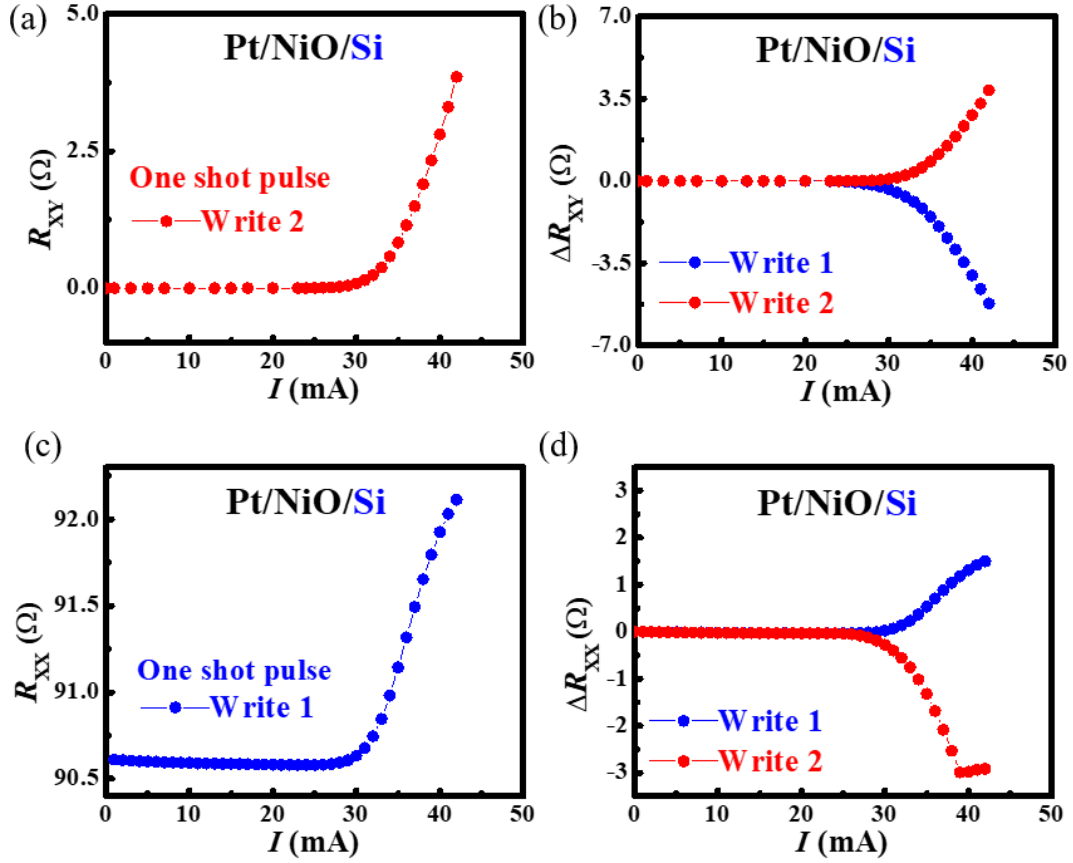 (a)
Pt/NiO/Si
One shot pulse
Write 2
5.0
2.5
0.0
R_XY (Ω)
0 10 20 30 40 50
I (mA)
(b)
Pt/NiO/Si
Write 1
Write 2
7.0
3.5
0.0
-3.5
-7.0
ΔR_XY (Ω)
0 10 20 30 40 50
I (mA)
(c)
Pt/NiO/Si
One shot pulse
Write 1
92.0
91.5
91.0
90.5
R_XX (Ω)
0 10 20 30 40 50
I (mA)
(d)
Pt/NiO/Si
Write 1
Write 2
3
2
1
0
-1
-2
-3
ΔR_XX (Ω)
0 10 20 30 40 50
I (mA)